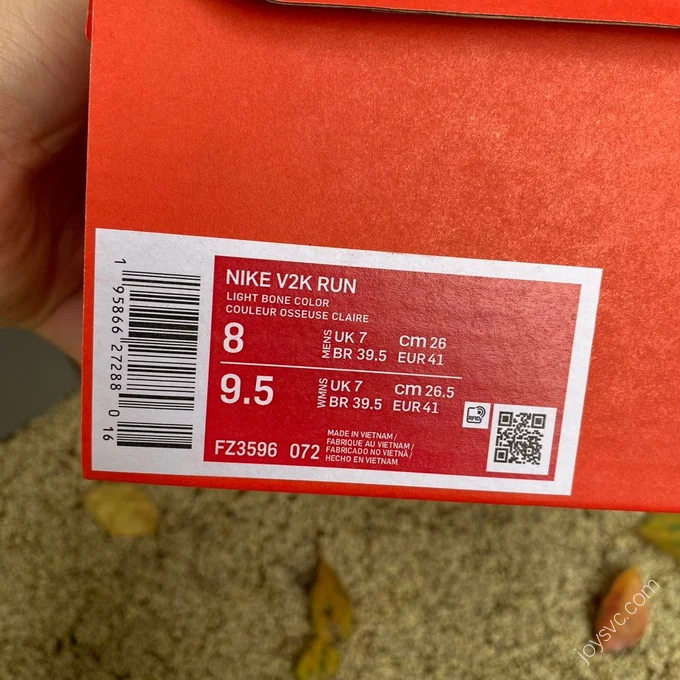 NIKE V2K RUN
LIGHT BONE COLOR
COULEUR OSSEUSE CLAIRE
8 MENS UK 7 cm 26
BR 39.5 EUR 41
9.5 WMNS UK 7 cm 26.5
BR 39.5 EUR 41
FZ3596 072
MADE IN VIETNAM /
FABRIQUE AU VIETNAM /
FABRICADO NO VIETNÃ /
HECHO EN VIETNAM
RFID
1 95866 27288 0 16
joysvc.com